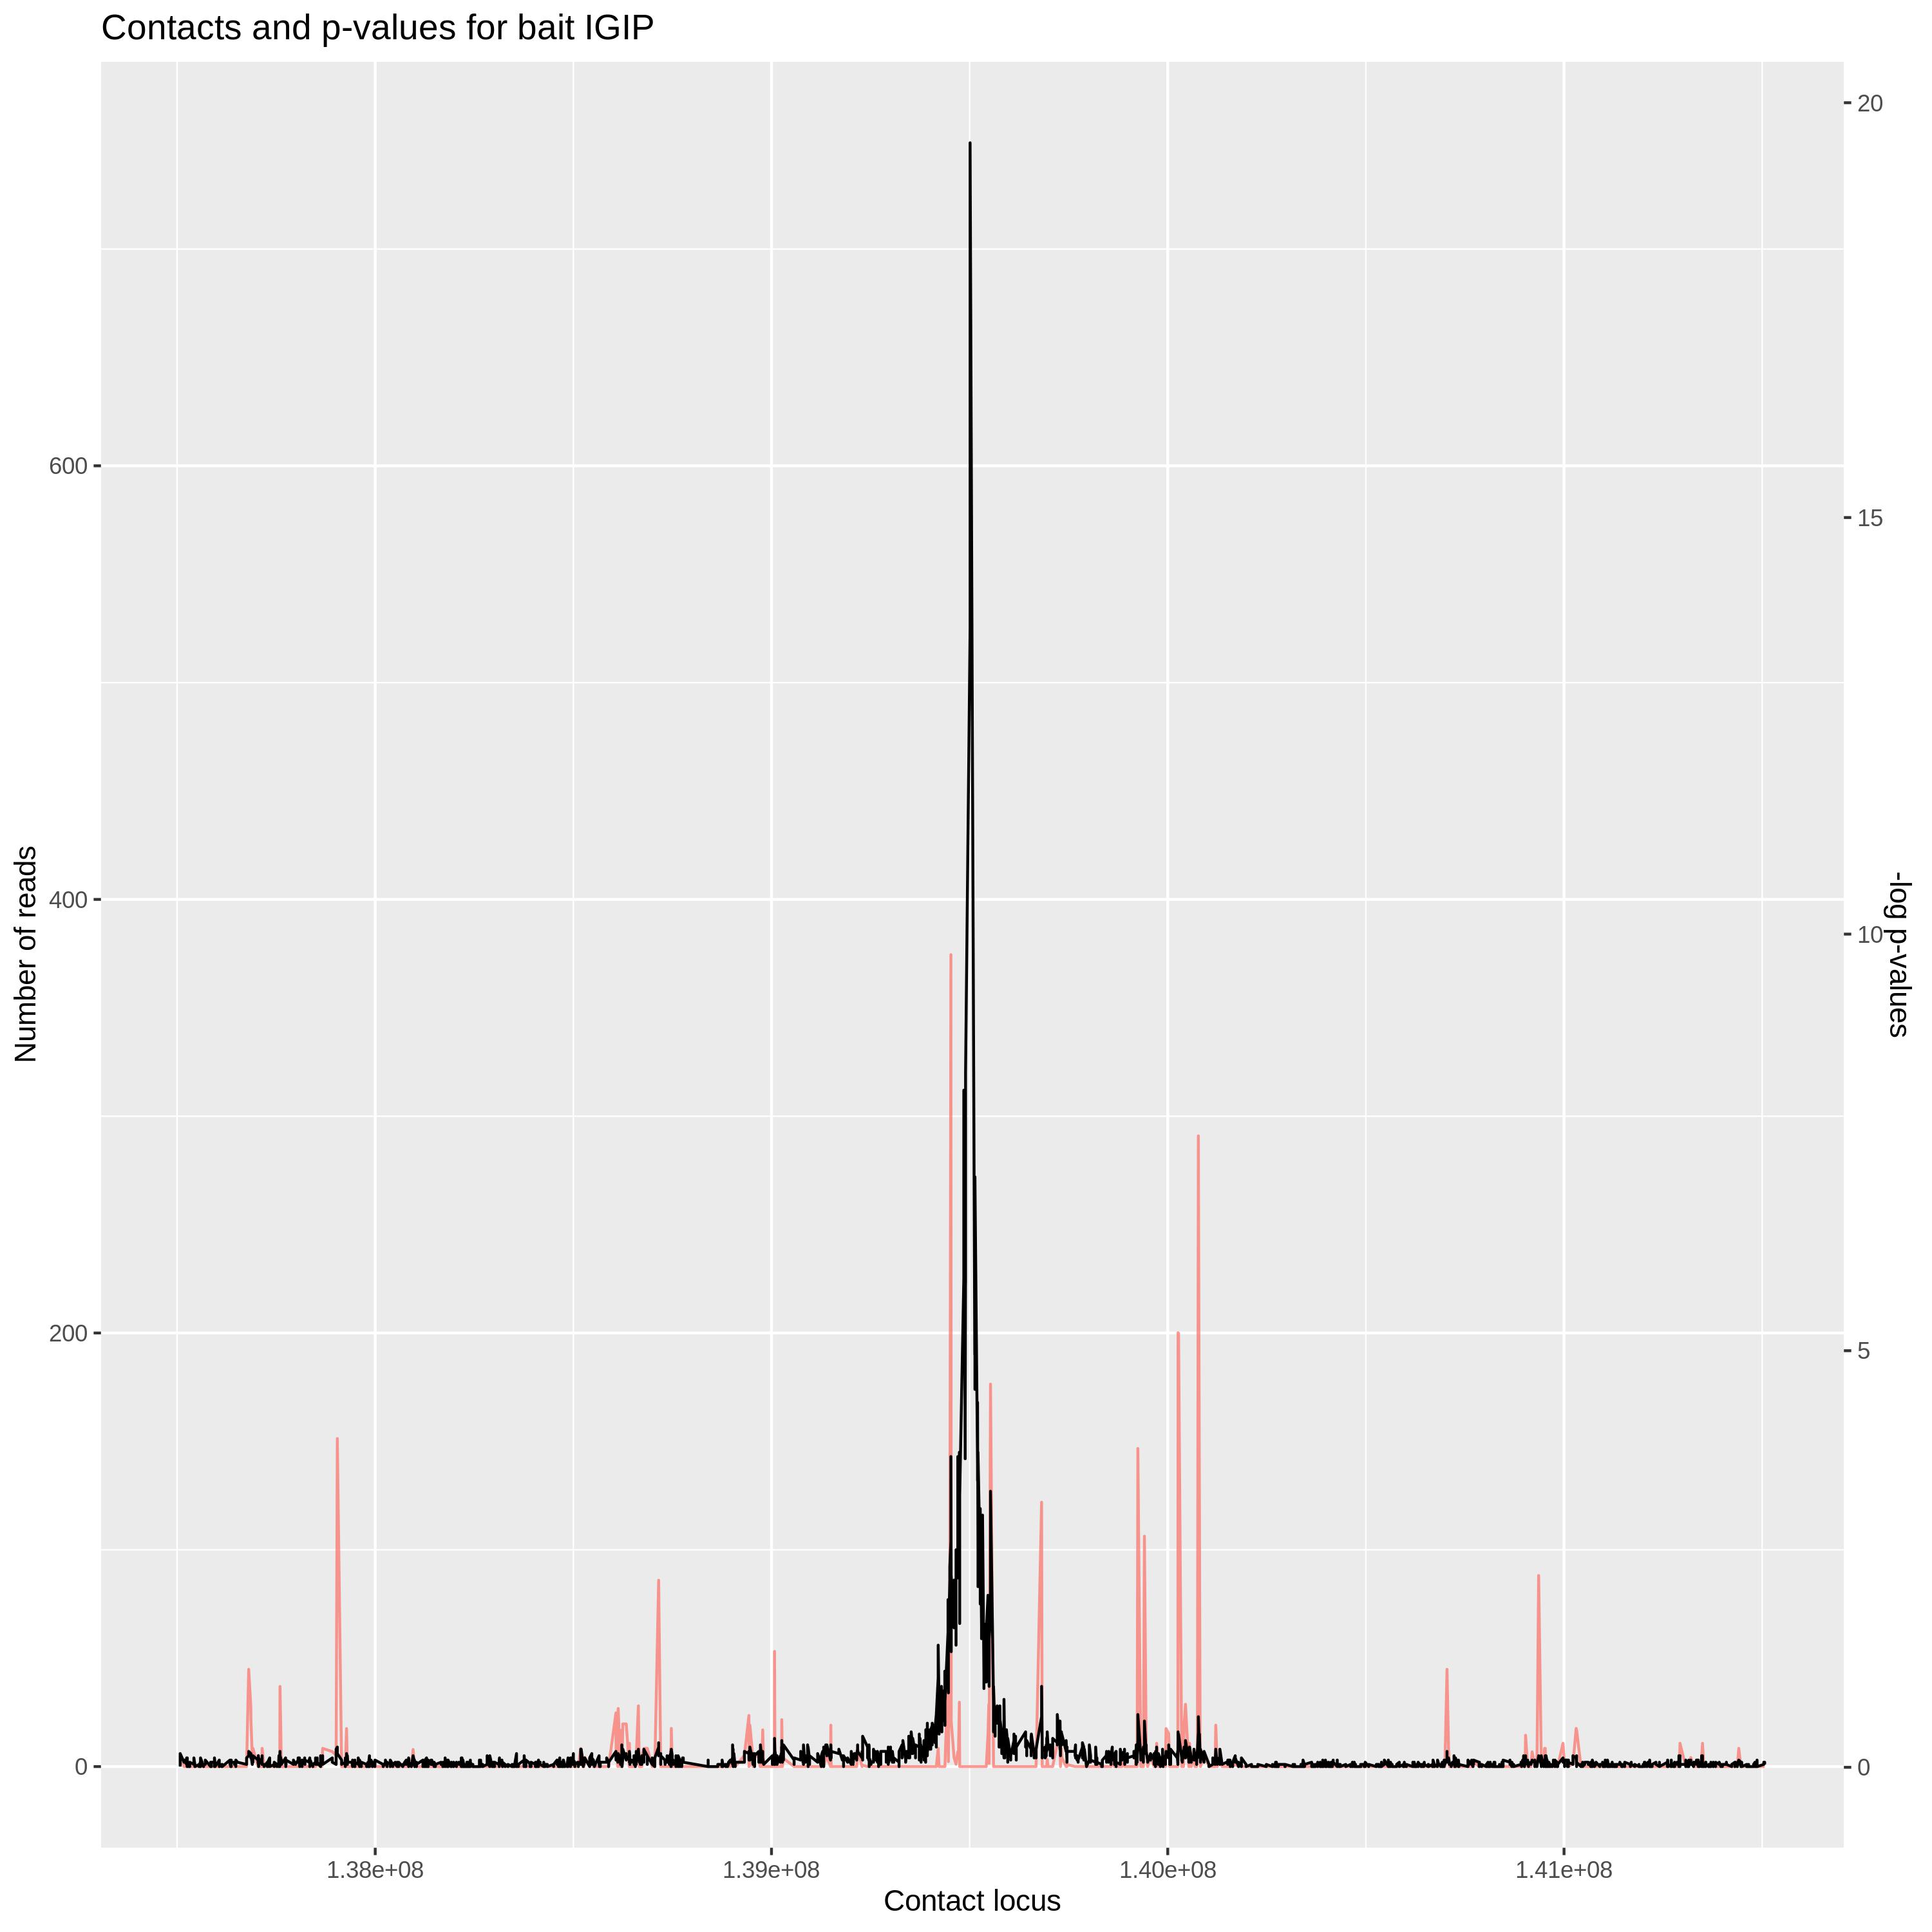 Contacts and p-values for bait IGIP
20
15
10
5
0
-log p-values
600
400
200
0
Number of reads
1.38e+08 1.39e+08 1.40e+08 1.41e+08
Contact locus